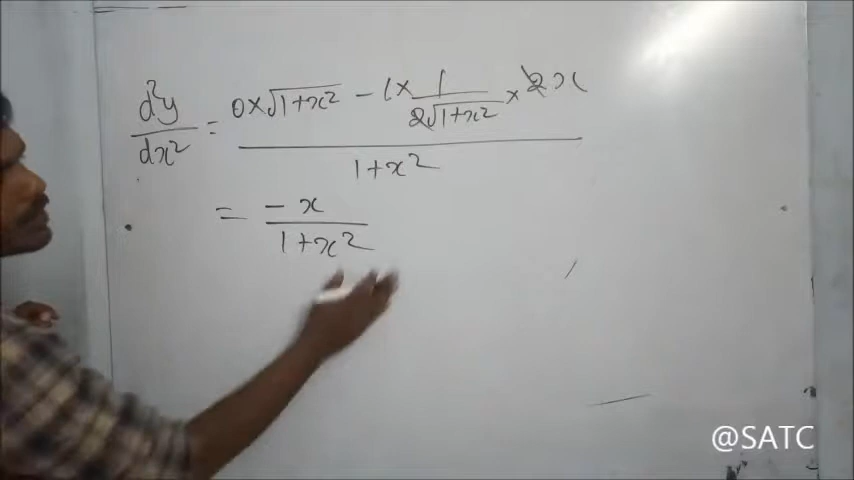 d²y/dx² = (0×√(1+x²) − 1×1/(2√(1+x²))×2x)/(1+x²)
= −x/(1+x²)
@SATC